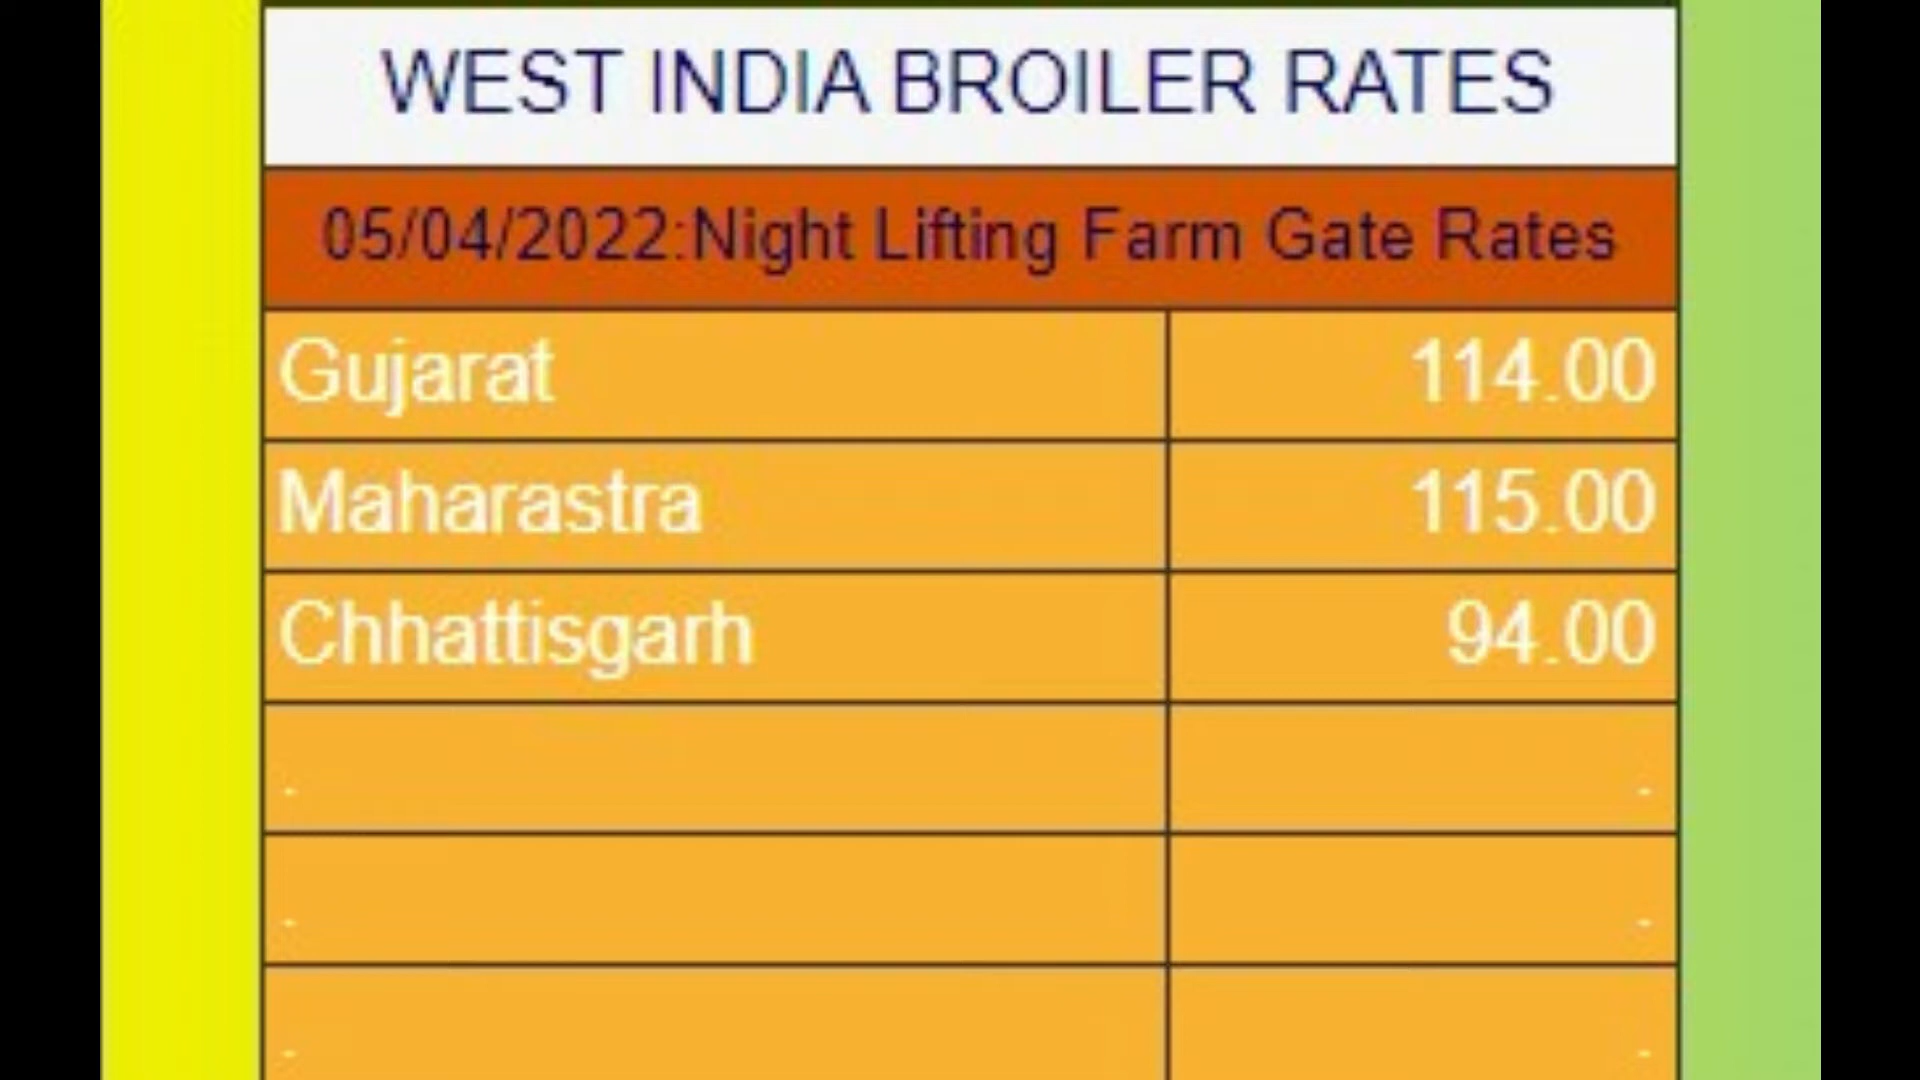 WEST INDIA BROILER RATES
05/04/2022:Night Lifting Farm Gate Rates
Gujarat 114.00
Maharastra 115.00
Chhattisgarh 94.00
. -
. -
. -